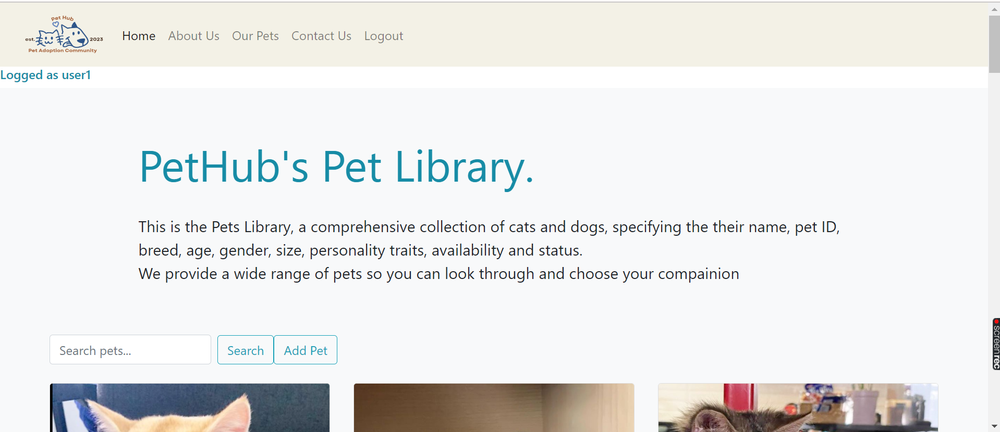 Pet Hub
est. 2023
Pet Adoption Community
Home About Us Our Pets Contact Us Logout
Logged as user1
PetHub's Pet Library.
This is the Pets Library, a comprehensive collection of cats and dogs, specifying the their name, pet ID,
breed, age, gender, size, personality traits, availability and status.
We provide a wide range of pets so you can look through and choose your compainion
Search pets... Search Add Pet
screenrec